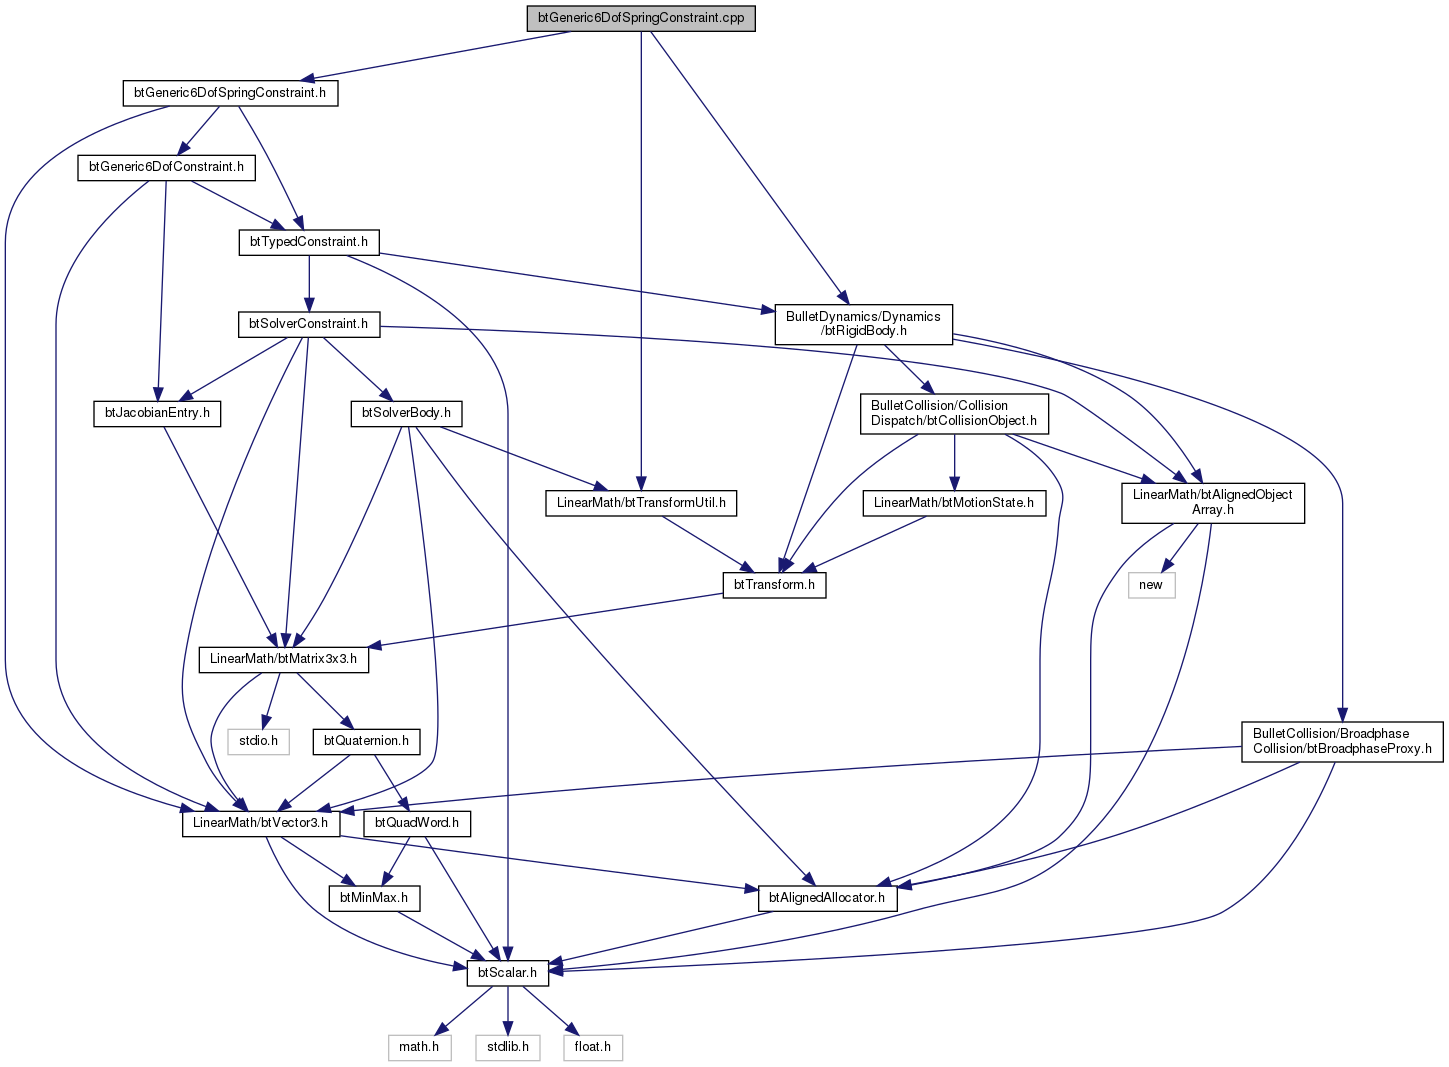 btGeneric6DofSpringConstraint.cpp
btGeneric6DofSpringConstraint.h
btGeneric6DofConstraint.h
btTypedConstraint.h
BulletDynamics/Dynamics
/btRigidBody.h
btSolverConstraint.h
btJacobianEntry.h
btSolverBody.h
BulletCollision/Collision
Dispatch/btCollisionObject.h
LinearMath/btTransformUtil.h
LinearMath/btMotionState.h
LinearMath/btAlignedObject
Array.h
btTransform.h
new
LinearMath/btMatrix3x3.h
stdio.h
btQuaternion.h
BulletCollision/Broadphase
Collision/btBroadphaseProxy.h
LinearMath/btVector3.h
btQuadWord.h
btMinMax.h
btAlignedAllocator.h
btScalar.h
math.h
stdlib.h
float.h